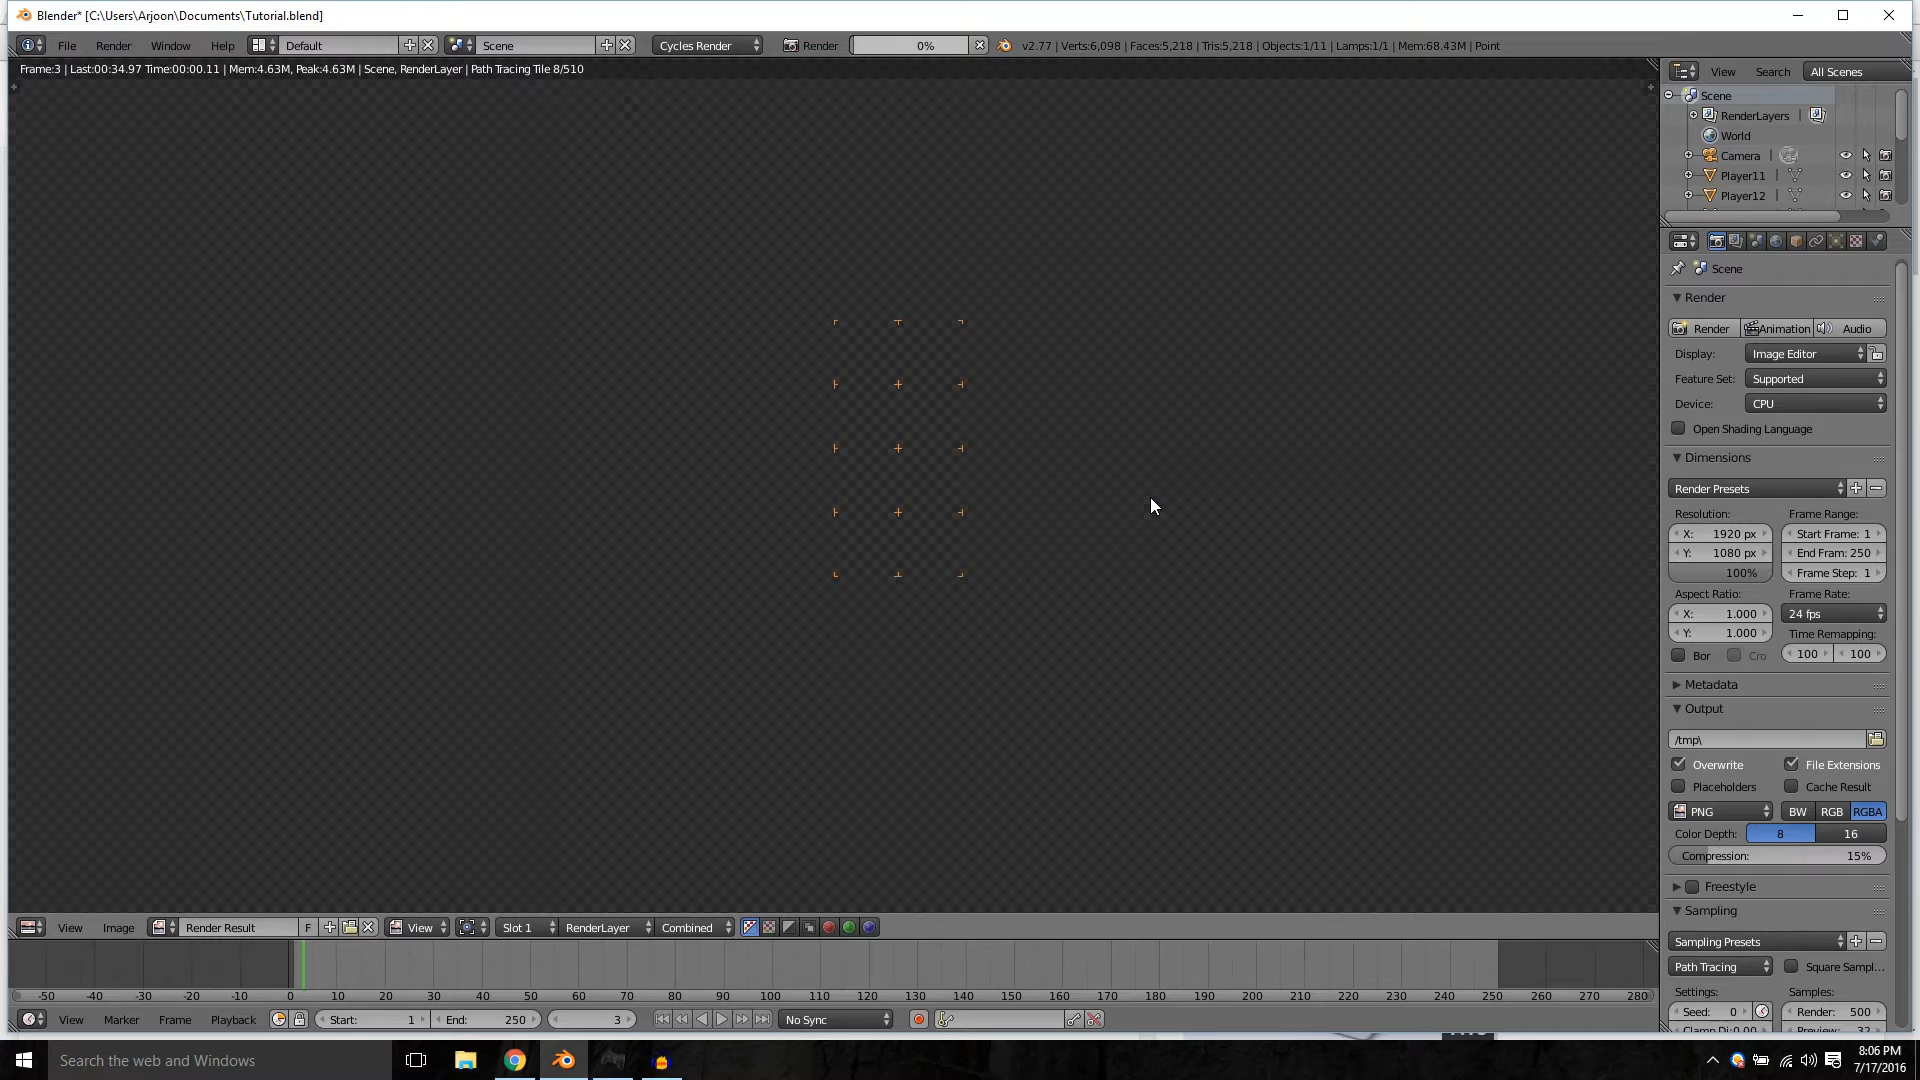 Blender* [C:\Users\Arjoon\Documents\Tutorial.blend]
File Render Window Help Default Scene Cycles Render Render 0% v2.77 | Verts:6,098 | Faces:5,218 | Tris:5,218 | Objects:1/11 | Lamps:1/1 | Mem:68.43M | Point
Frame:3 | Last:00:34.97 Time:00:00.11 | Mem:4.63M, Peak:4.63M | Scene, RenderLayer | Path Tracing Tile 8/510
View Search All Scenes
Scene
RenderLayers |
World
Camera |
Player11 |
Player12 |
Scene
Render
Render Animation Audio
Display: Image Editor
Feature Set: Supported
Device: CPU
Open Shading Language
Dimensions
Render Presets
Resolution: Frame Range:
X: 1920 px Start Frame: 1
Y: 1080 px End Fram: 250
100% Frame Step: 1
Aspect Ratio: Frame Rate:
X: 1.000 24 fps
Y: 1.000 Time Remapping:
Bor Cro 100 100
Metadata
Output
/tmp\
Overwrite File Extensions
Placeholders Cache Result
PNG BW RGB RGBA
Color Depth: 8 16
Compression: 15%
Freestyle
Sampling
Sampling Presets
Path Tracing Square Sampl...
Settings: Samples:
Seed: 0 Render: 500
Clamp Di:0.00 Preview: 32
View Image Render Result F View Slot 1 RenderLayer Combined
-50 -40 -30 -20 -10 0 10 20 30 40 50 60 70 80 90 100 110 120 130 140 150 160 170 180 190 200 210 220 230 240 250 260 270 280
View Marker Frame Playback Start: 1 End: 250 3 No Sync
Search the web and Windows
8:06 PM
7/17/2016